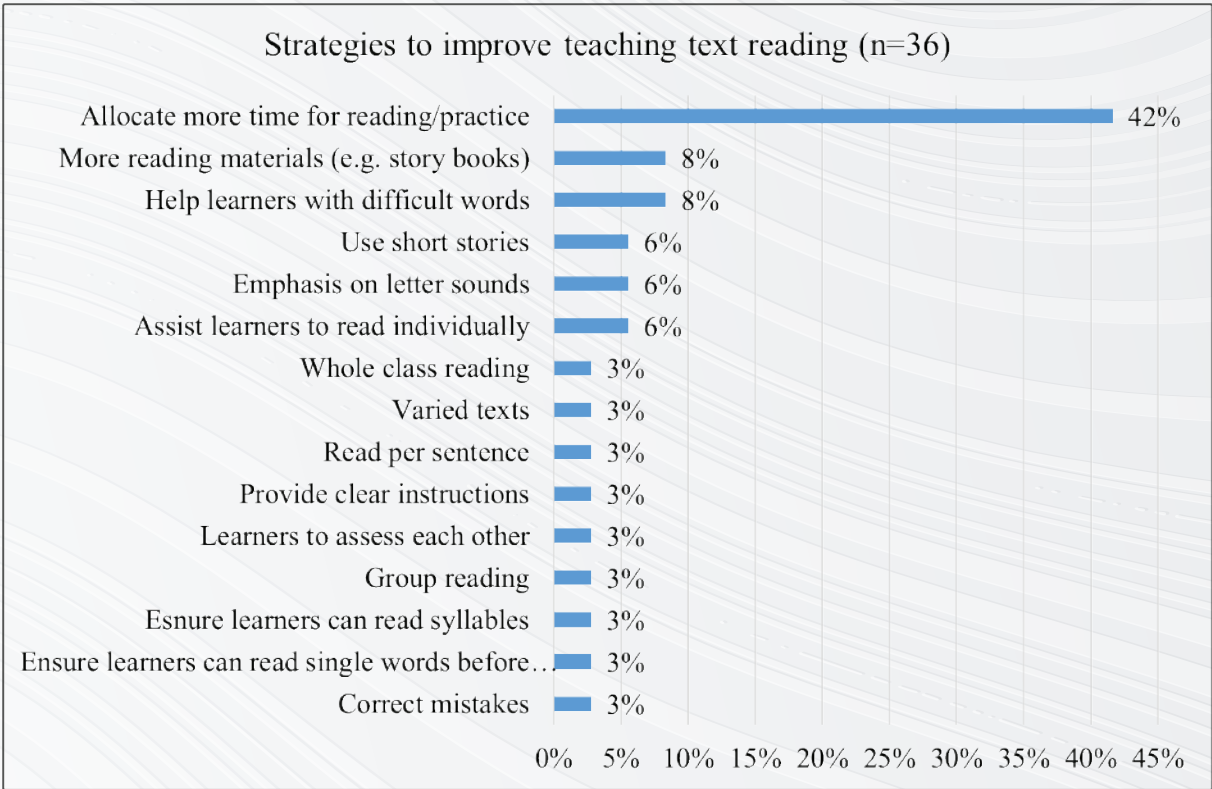 Strategies to improve teaching text reading (n=36)
Allocate more time for reading/practice 42%
More reading materials (e.g. story books) 8%
Help learners with difficult words 8%
Use short stories 6%
Emphasis on letter sounds 6%
Assist learners to read individually 6%
Whole class reading 3%
Varied texts 3%
Read per sentence 3%
Provide clear instructions 3%
Learners to assess each other 3%
Group reading 3%
Esnure learners can read syllables 3%
Ensure learners can read single words before… 3%
Correct mistakes 3%
0% 5% 10% 15% 20% 25% 30% 35% 40% 45%